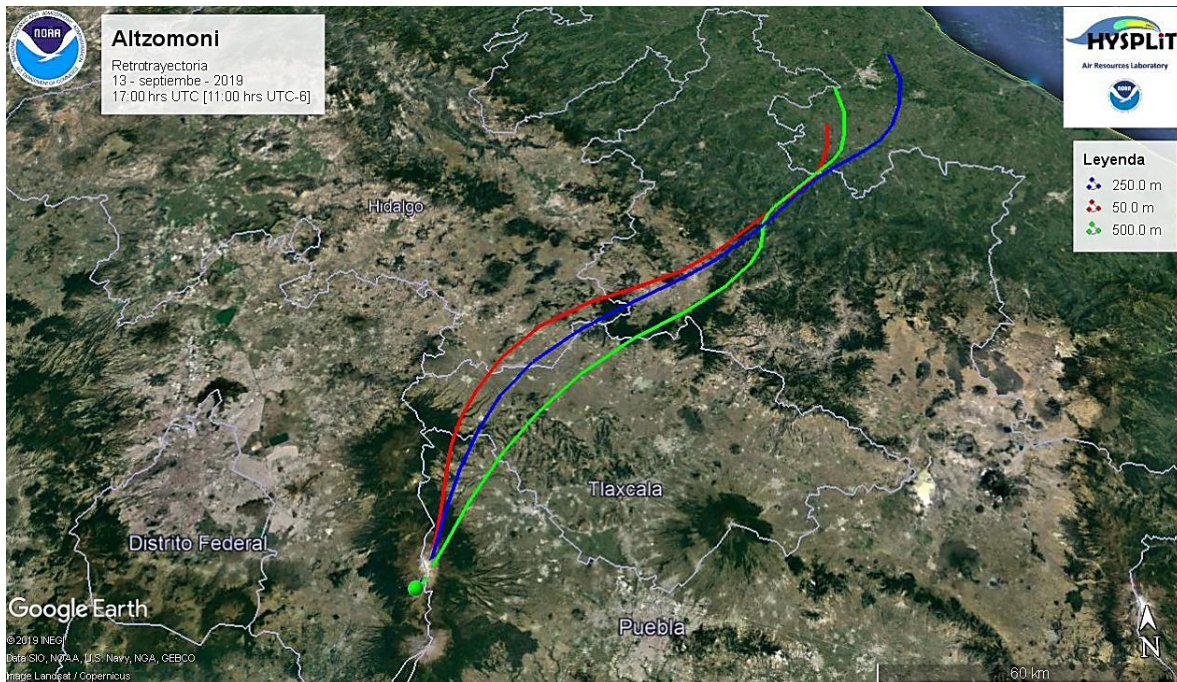 NOAA
Altzomoni
Retrotrayectoria
13 - septiembre - 2019
17:00 hrs UTC [11:00 hrs UTC-6]
HYSPLIT
Air Resources Laboratory
NOAA
Leyenda
250.0 m
50.0 m
500.0 m
Hidalgo
Tlaxcala
Distrito Federal
Puebla
Google Earth
© 2019 INEGI
Data SIO, NOAA, U.S. Navy, NGA, GEBCO
Image Landsat / Copernicus
60 km
N